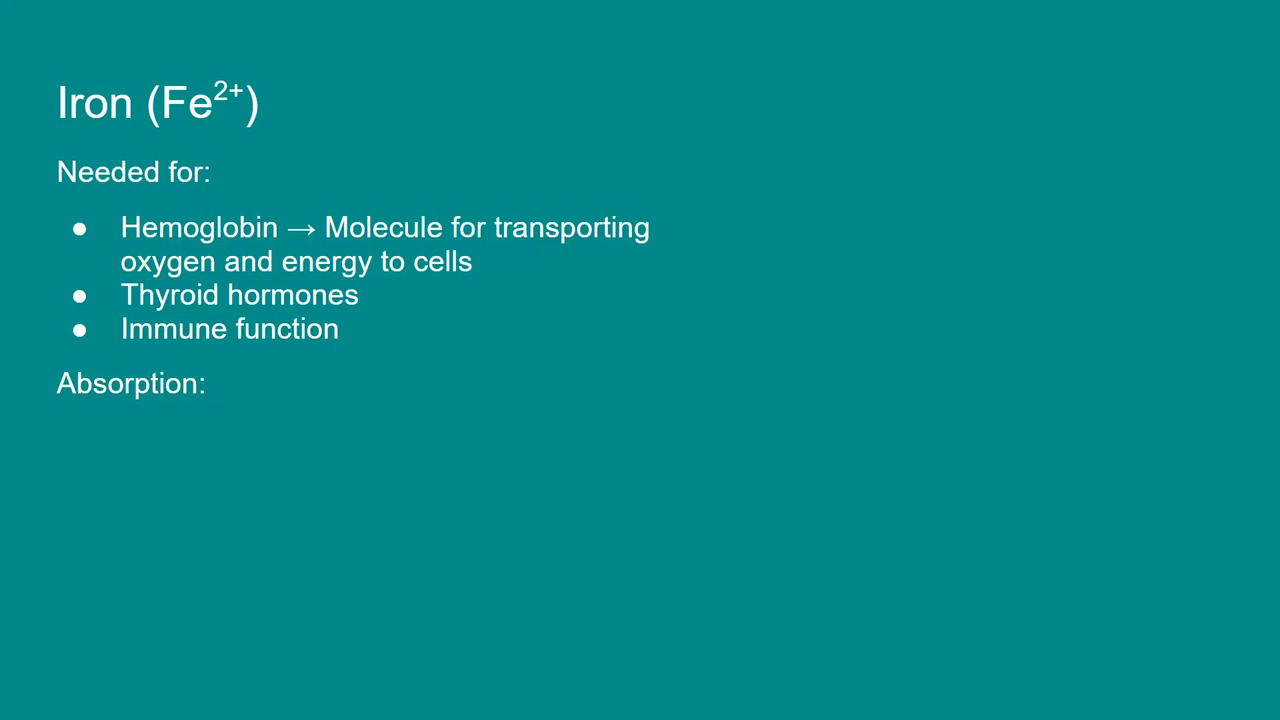 Iron (Fe²⁺)
Needed for:
● Hemoglobin → Molecule for transporting
oxygen and energy to cells
● Thyroid hormones
● Immune function
Absorption: